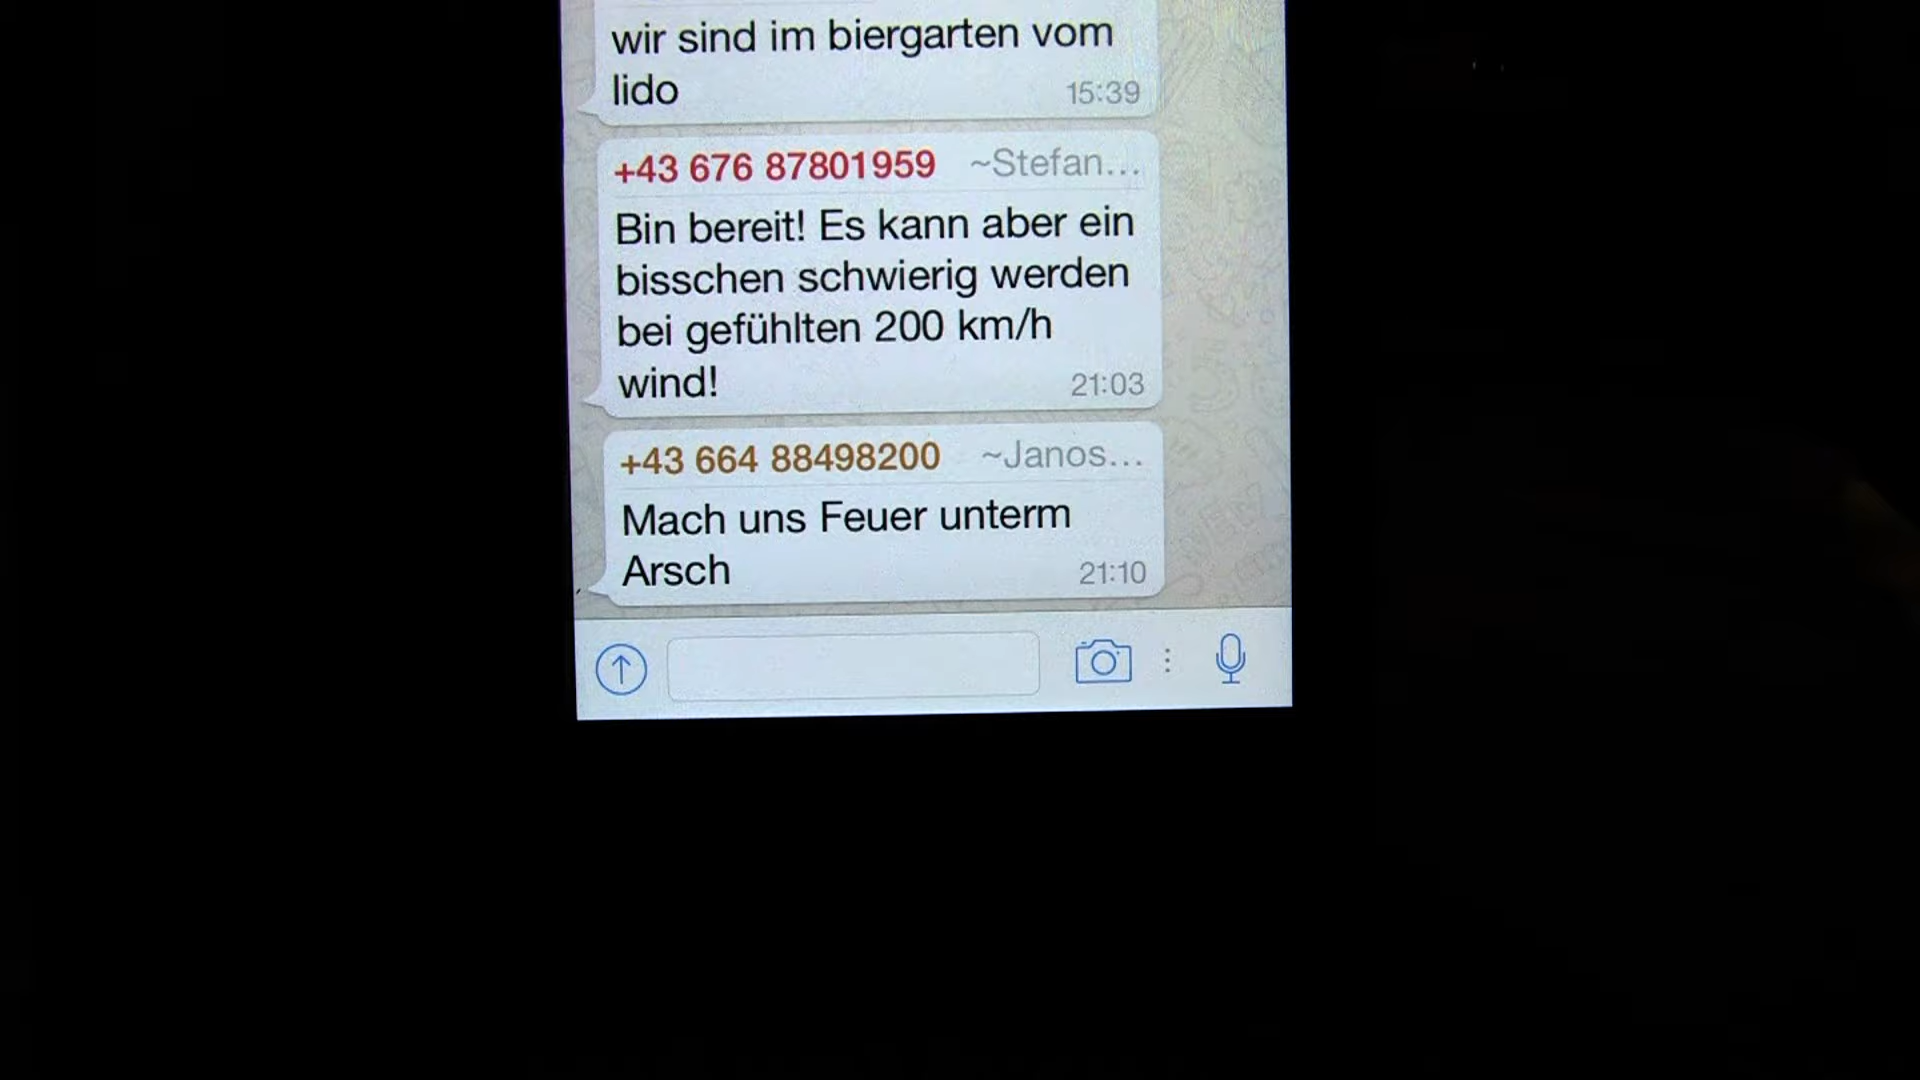 wir sind im biergarten vom
lido
15:39
+43 676 87801959 ~Stefan...
Bin bereit! Es kann aber ein
bisschen schwierig werden
bei gefühlten 200 km/h
wind!
21:03
+43 664 88498200 ~Janos...
Mach uns Feuer unterm
Arsch
21:10